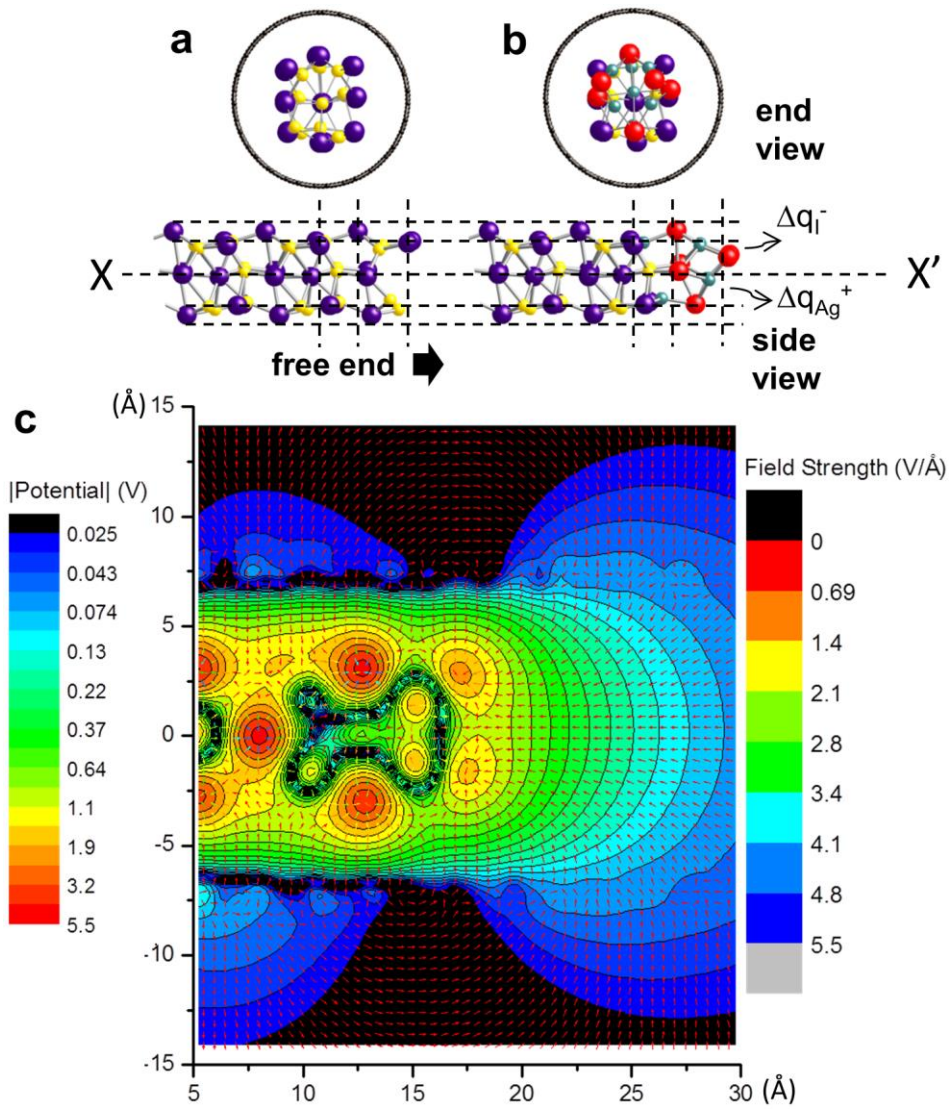 a
b
end
view
ΔqI⁻
X
X'
ΔqAg⁺
free end
side
view
c
(Å)
15
10
5
0
-5
-10
-15
5
10
15
20
25
30
(Å)
|Potential| (V)
0.025
0.043
0.074
0.13
0.22
0.37
0.64
1.1
1.9
3.2
5.5
Field Strength (V/Å)
0
0.69
1.4
2.1
2.8
3.4
4.1
4.8
5.5